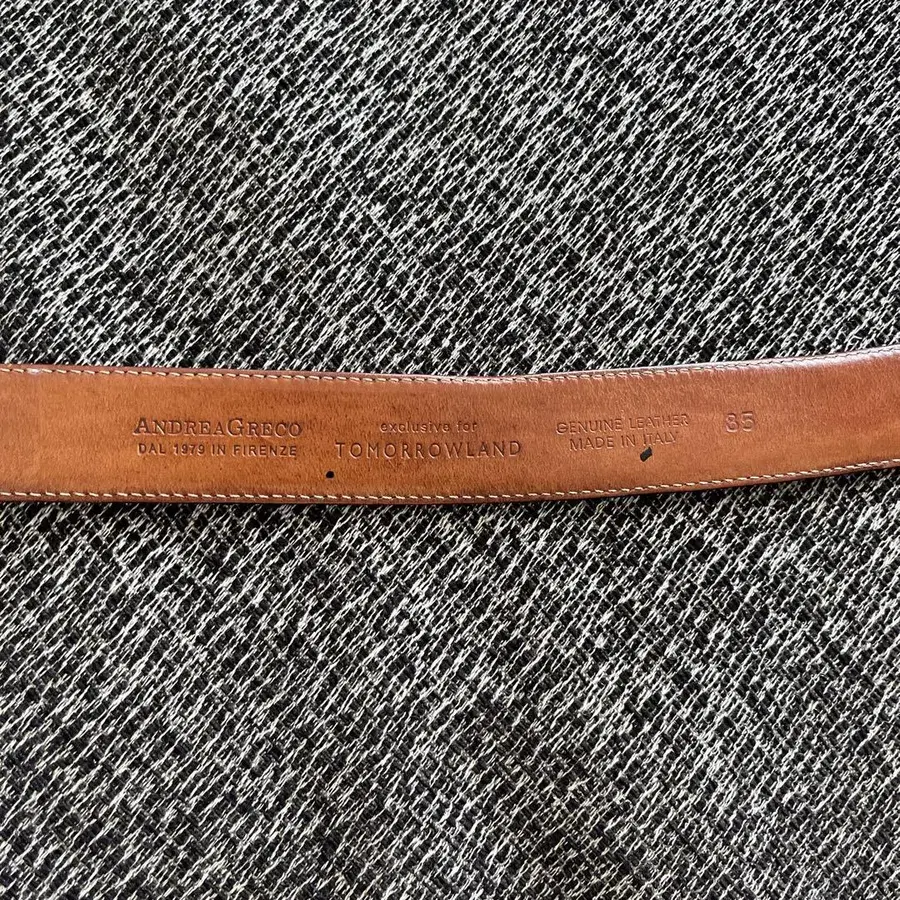 ANDREAGRECO
DAL 1979 IN FIRENZE
exclusive for
TOMORROWLAND
GENUINE LEATHER
MADE IN ITALY
85